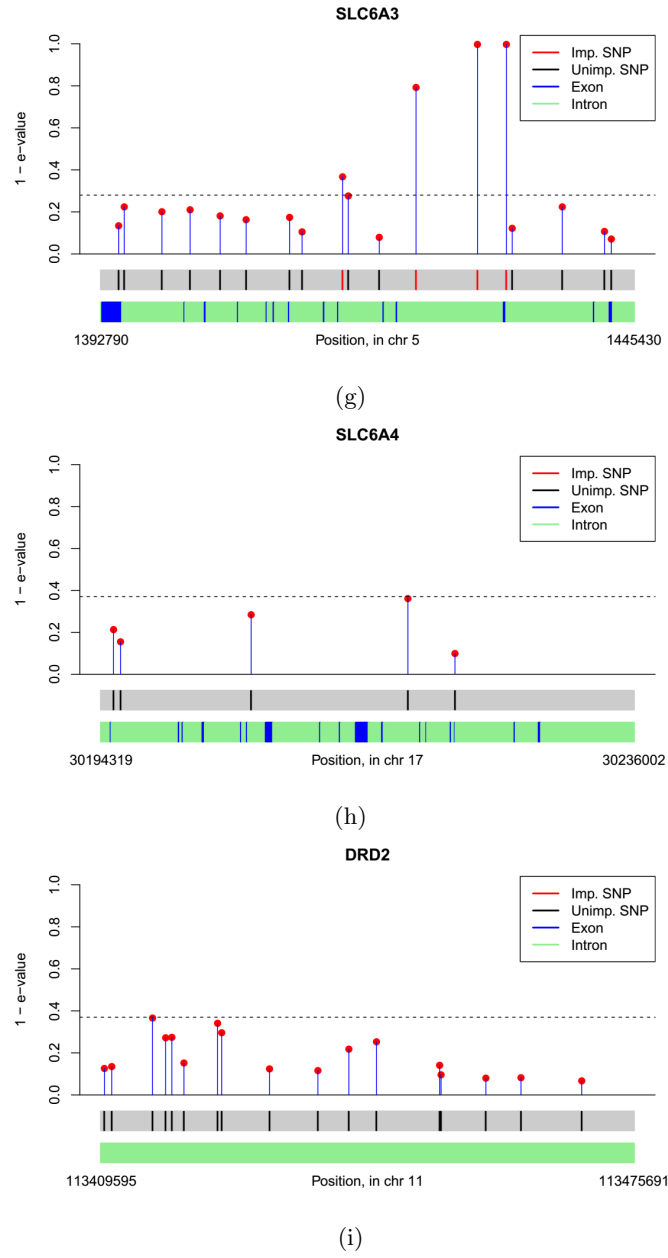 SLC6A3
1 − e−value
1.0
0.8
0.6
0.4
0.2
0.0
Imp. SNP
Unimp. SNP
Exon
Intron
1392790 Position, in chr 5 1445430
(g)
SLC6A4
1 − e−value
1.0
0.8
0.6
0.4
0.2
0.0
Imp. SNP
Unimp. SNP
Exon
Intron
30194319 Position, in chr 17 30236002
(h)
DRD2
1 − e−value
1.0
0.8
0.6
0.4
0.2
0.0
Imp. SNP
Unimp. SNP
Exon
Intron
113409595 Position, in chr 11 113475691
(i)